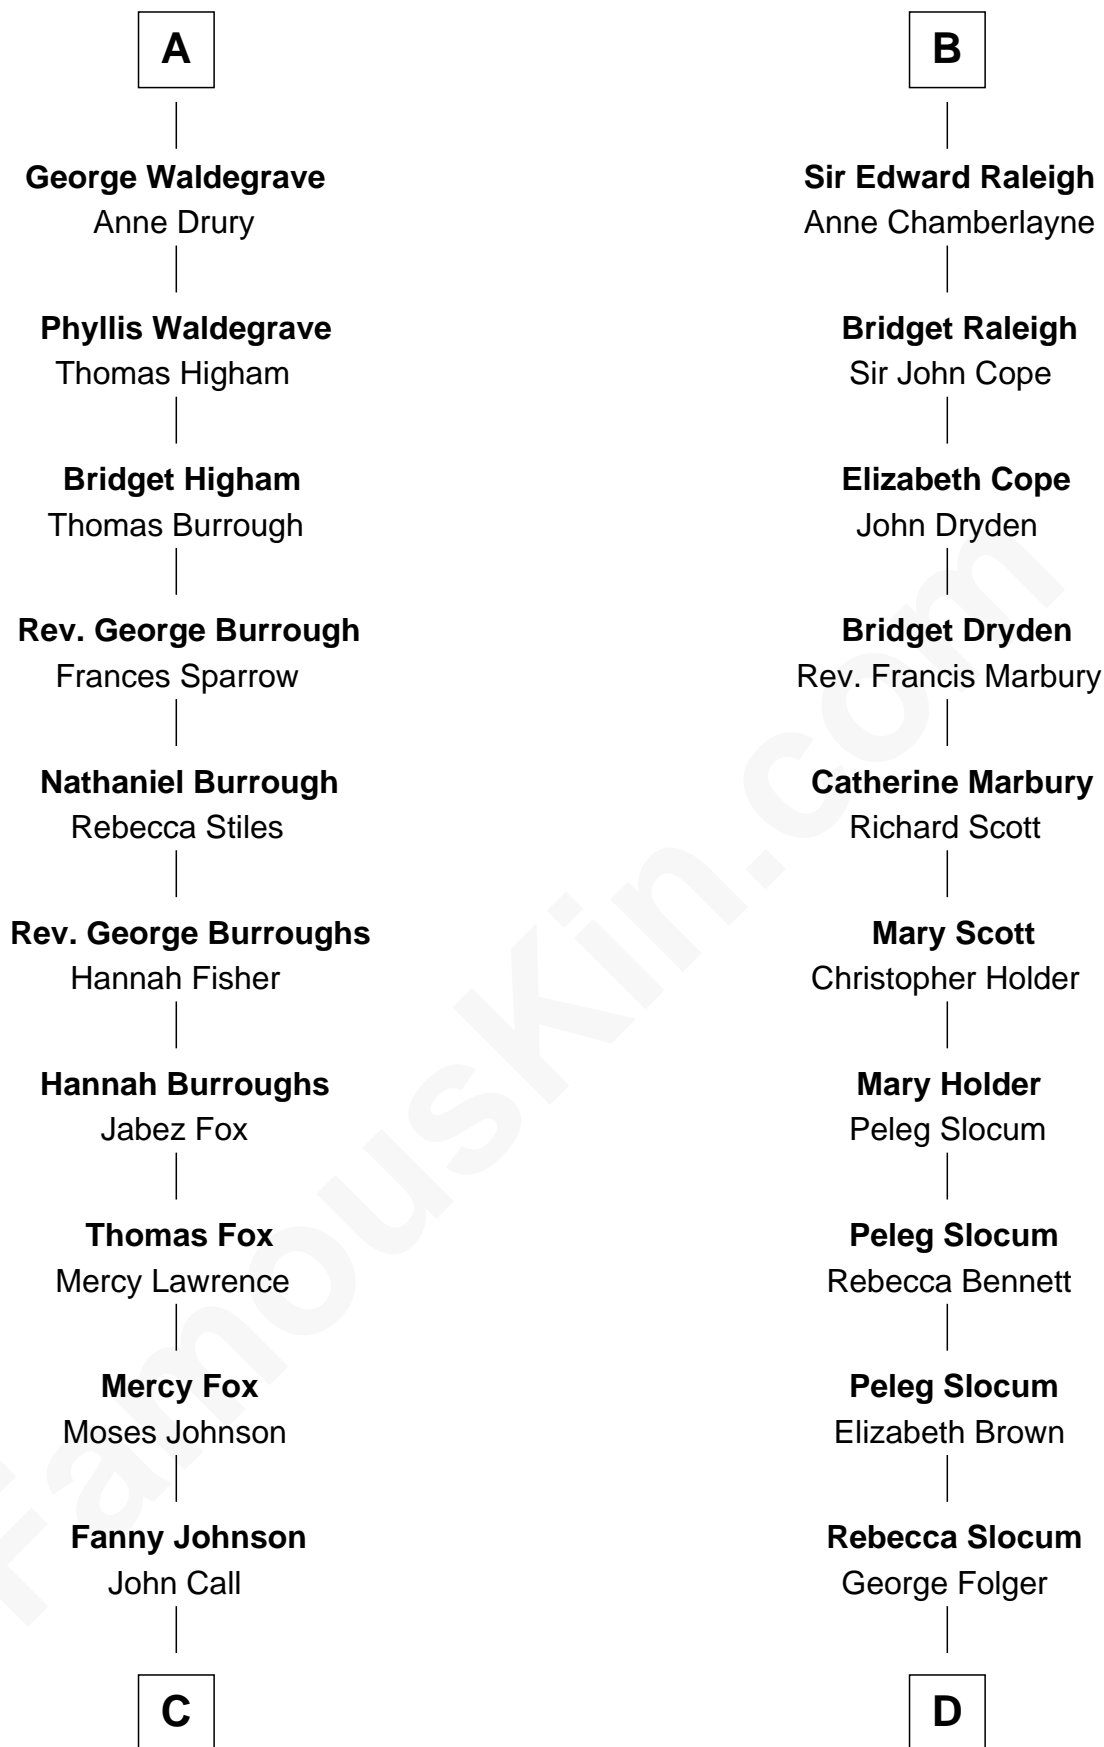 A
George Waldegrave
Anne Drury
Phyllis Waldegrave
Thomas Higham
Bridget Higham
Thomas Burrough
Rev. George Burrough
Frances Sparrow
Nathaniel Burrough
Rebecca Stiles
Rev. George Burroughs
Hannah Fisher
Hannah Burroughs
Jabez Fox
Thomas Fox
Mercy Lawrence
Mercy Fox
Moses Johnson
Fanny Johnson
John Call
C
B
Sir Edward Raleigh
Anne Chamberlayne
Bridget Raleigh
Sir John Cope
Elizabeth Cope
John Dryden
Bridget Dryden
Rev. Francis Marbury
Catherine Marbury
Richard Scott
Mary Scott
Christopher Holder
Mary Holder
Peleg Slocum
Peleg Slocum
Rebecca Bennett
Peleg Slocum
Elizabeth Brown
Rebecca Slocum
George Folger
D
FamousKin.com